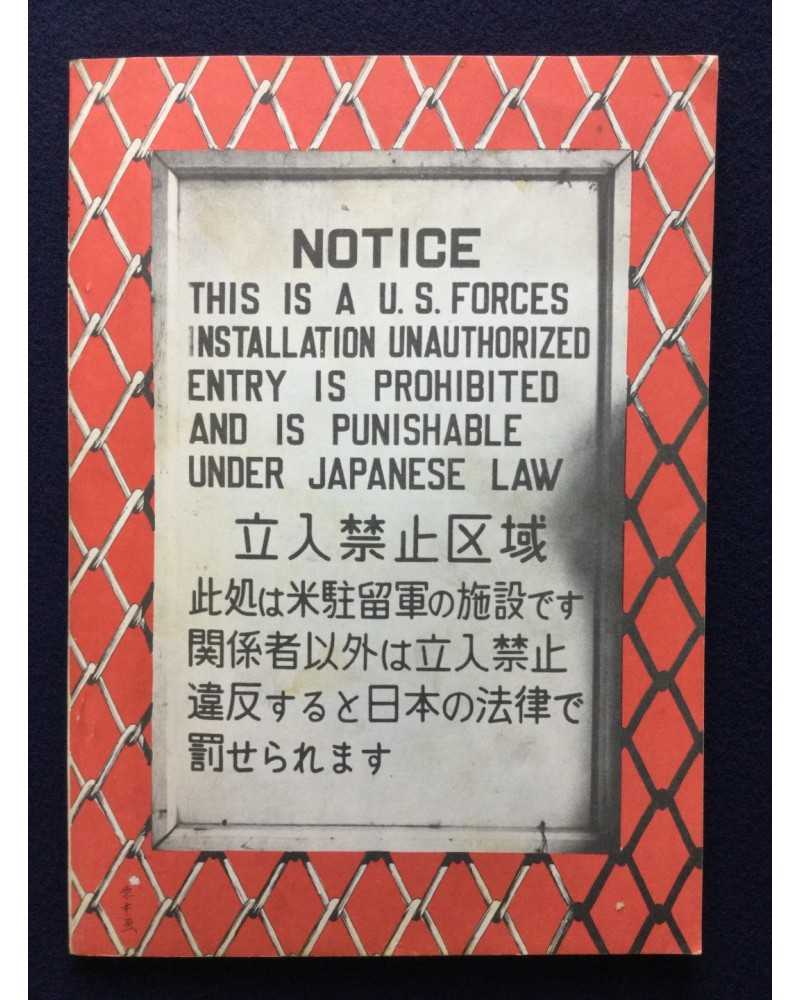 NOTICE
THIS IS A U.S. FORCES
INSTALLATION UNAUTHORIZED
ENTRY IS PROHIBITED
AND IS PUNISHABLE
UNDER JAPANESE LAW
立入禁止区域
此処は米駐留軍の施設です
関係者以外は立入禁止
違反すると日本の法律で
罰せられます